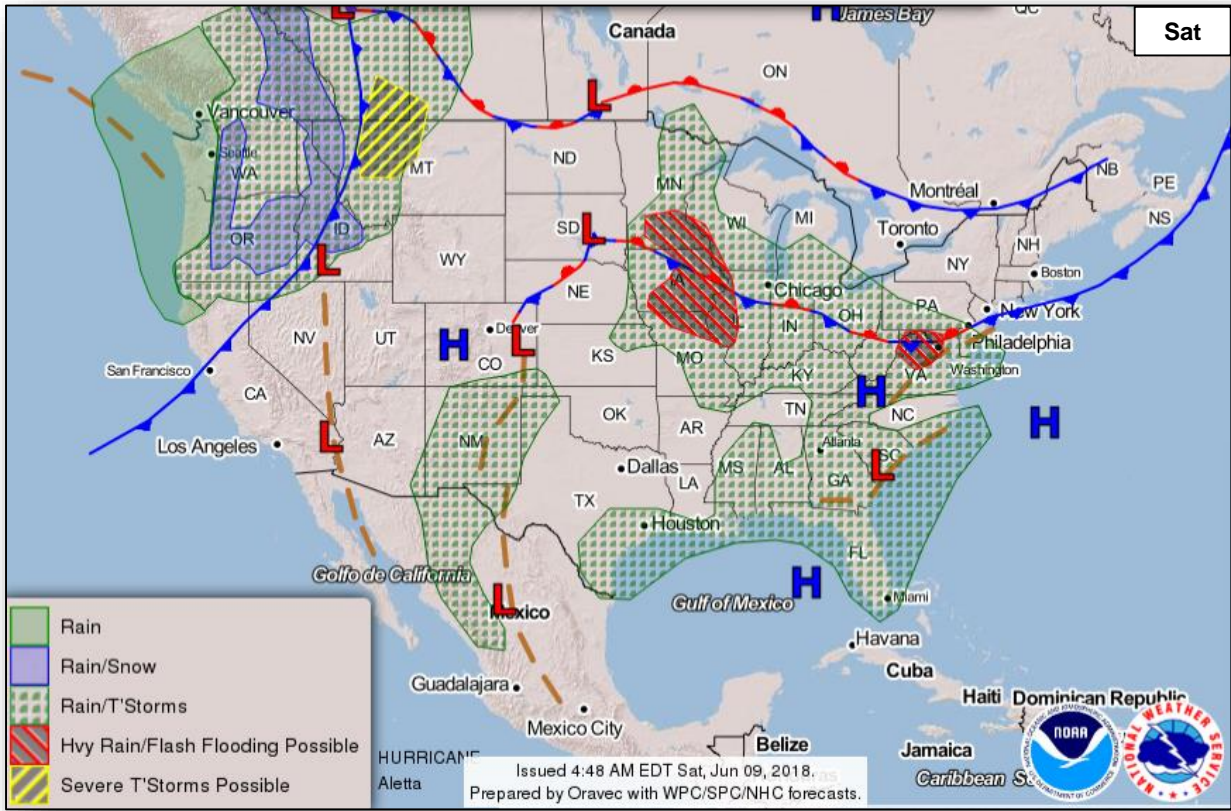 Sat
Canada
James Bay
QC
ON
Vancouver
Seattle
WA
MT
ND
MN
Montréal
NB
PE
NS
OR
ID
SD
WI
MI
Toronto
NH
Boston
WY
NY
IA
Chicago
PA
New York
NE
NV
UT
Denver
CO
IN
OH
Philadelphia
San Francisco
KS
MO
KY
VA
Washington
CA
Los Angeles
AZ
NM
OK
AR
TN
NC
Atlanta
SC
Dallas
MS
AL
GA
LA
TX
Houston
FL
Golfo de California
Gulf of Mexico
Miami
Mexico
Havana
Cuba
Guadalajara
Mexico City
Haiti
Dominican Republic
Belize
Jamaica
H
H
H
H
H
L
L
L
L
L
L
L
L
Rain
Rain/Snow
Rain/T'Storms
Hvy Rain/Flash Flooding Possible
Severe T'Storms Possible
HURRICANE
Aletta
Issued 4:48 AM EDT Sat, Jun 09, 2018.
Prepared by Oravec with WPC/SPC/NHC forecasts.
Caribbean
NOAA
NATIONAL WEATHER SERVICE